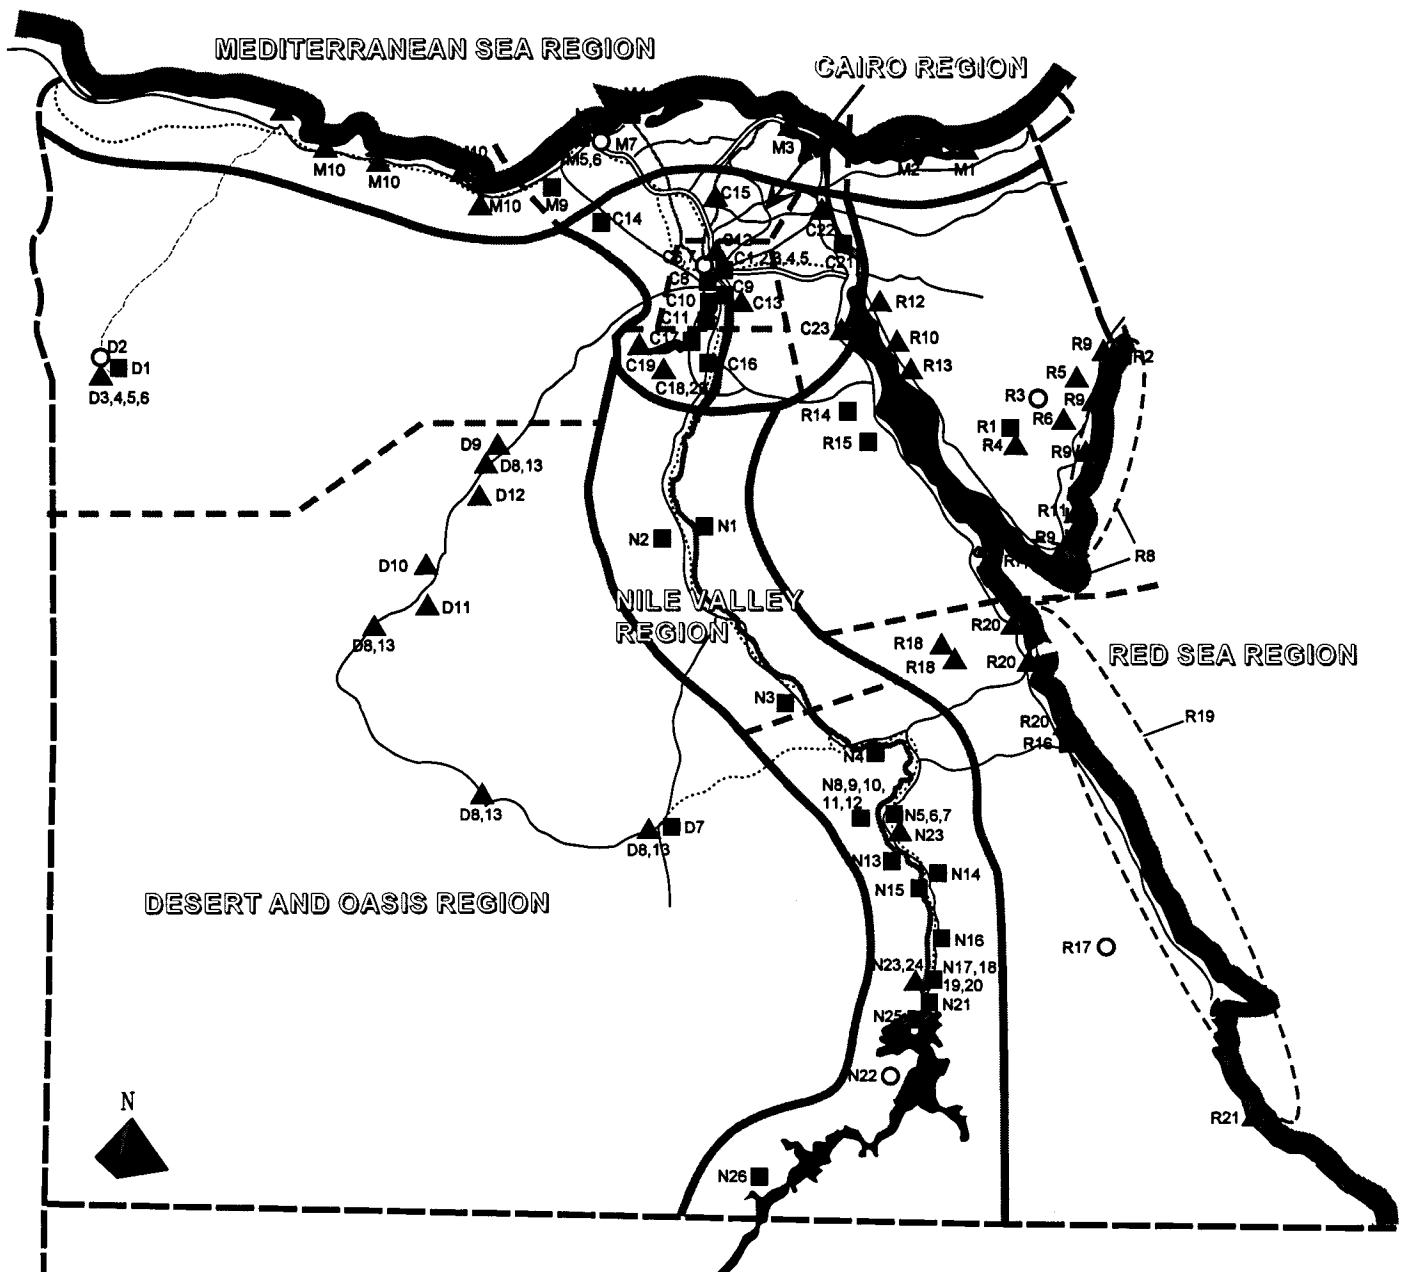 MEDITERRANEAN SEA REGION
CAIRO REGION
M7
M5,6
M3
M2
M1
M10
M10
M10
M9
C15
C14
C22
C21
C12
C6,7
C1,2,3,4,5
C8
C9
C10
C13
C11
C17
C23
C19
C16
R12
R10
R13
R9
R2
R5
R3
R9
R6
R1
R4
R9
R14
R15
R11
R9
R8
D2
D1
D3,4,5,6
D9
D8,13
D12
D10
D11
D8,13
N1
N2
NILE VALLEY
REGION
R18
R18
R20
R20
RED SEA REGION
R19
R20
R16
N3
N4
N8,9,10,
11,12
N5,6,7
N23
D8,13
D8,13
D7
N13
N14
N15
DESERT AND OASIS REGION
N16
R17
N23,24
N17,18
19,20
N21
N25
N22
N
R21
N26